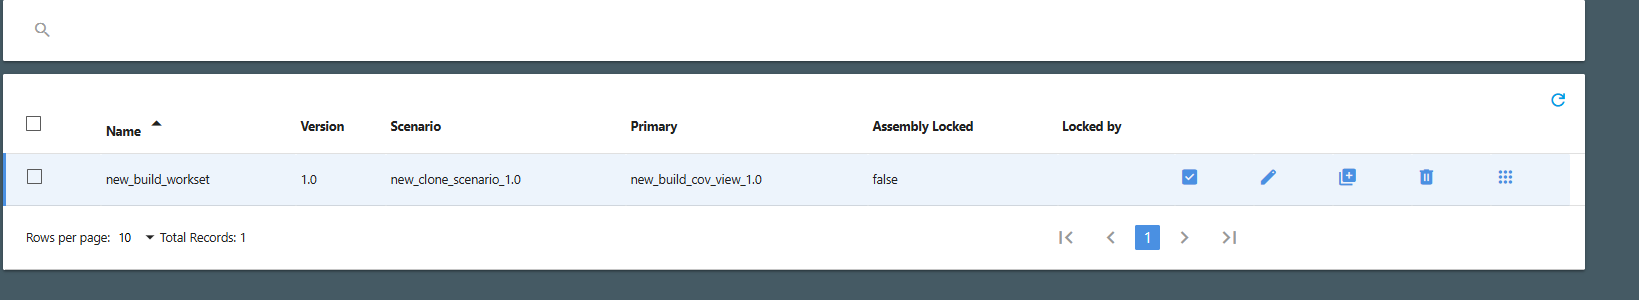 Name Version Scenario Primary Assembly Locked Locked by
new_build_workset 1.0 new_clone_scenario_1.0 new_build_cov_view_1.0 false
Rows per page: 10 Total Records: 1 1